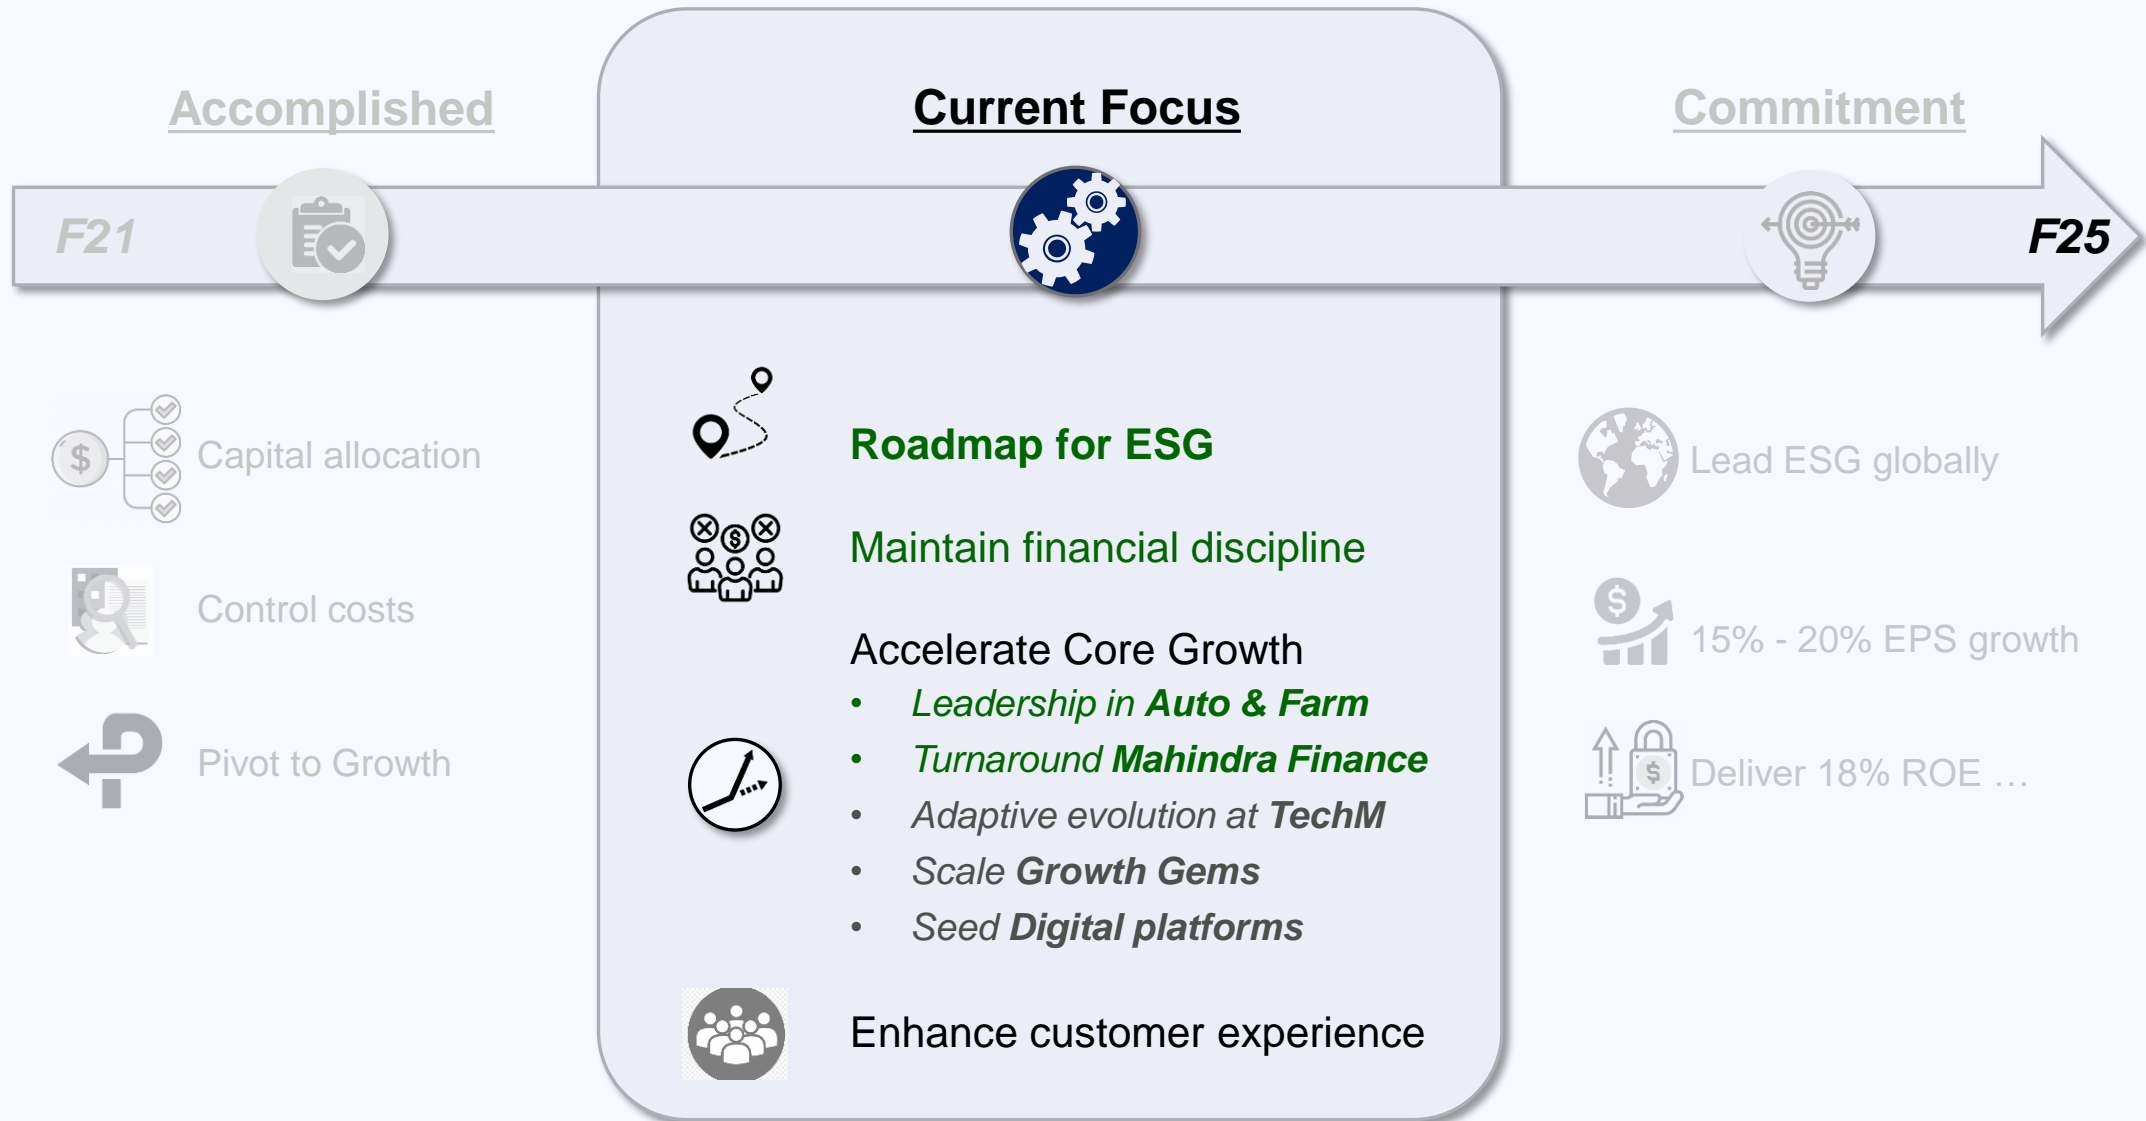 Accomplished
Current Focus
Commitment
F21
F25
Capital allocation
Control costs
Pivot to Growth
Roadmap for ESG
Maintain financial discipline
Accelerate Core Growth
• Leadership in Auto & Farm
• Turnaround Mahindra Finance
• Adaptive evolution at TechM
• Scale Growth Gems
• Seed Digital platforms
Enhance customer experience
Lead ESG globally
15% - 20% EPS growth
Deliver 18% ROE …